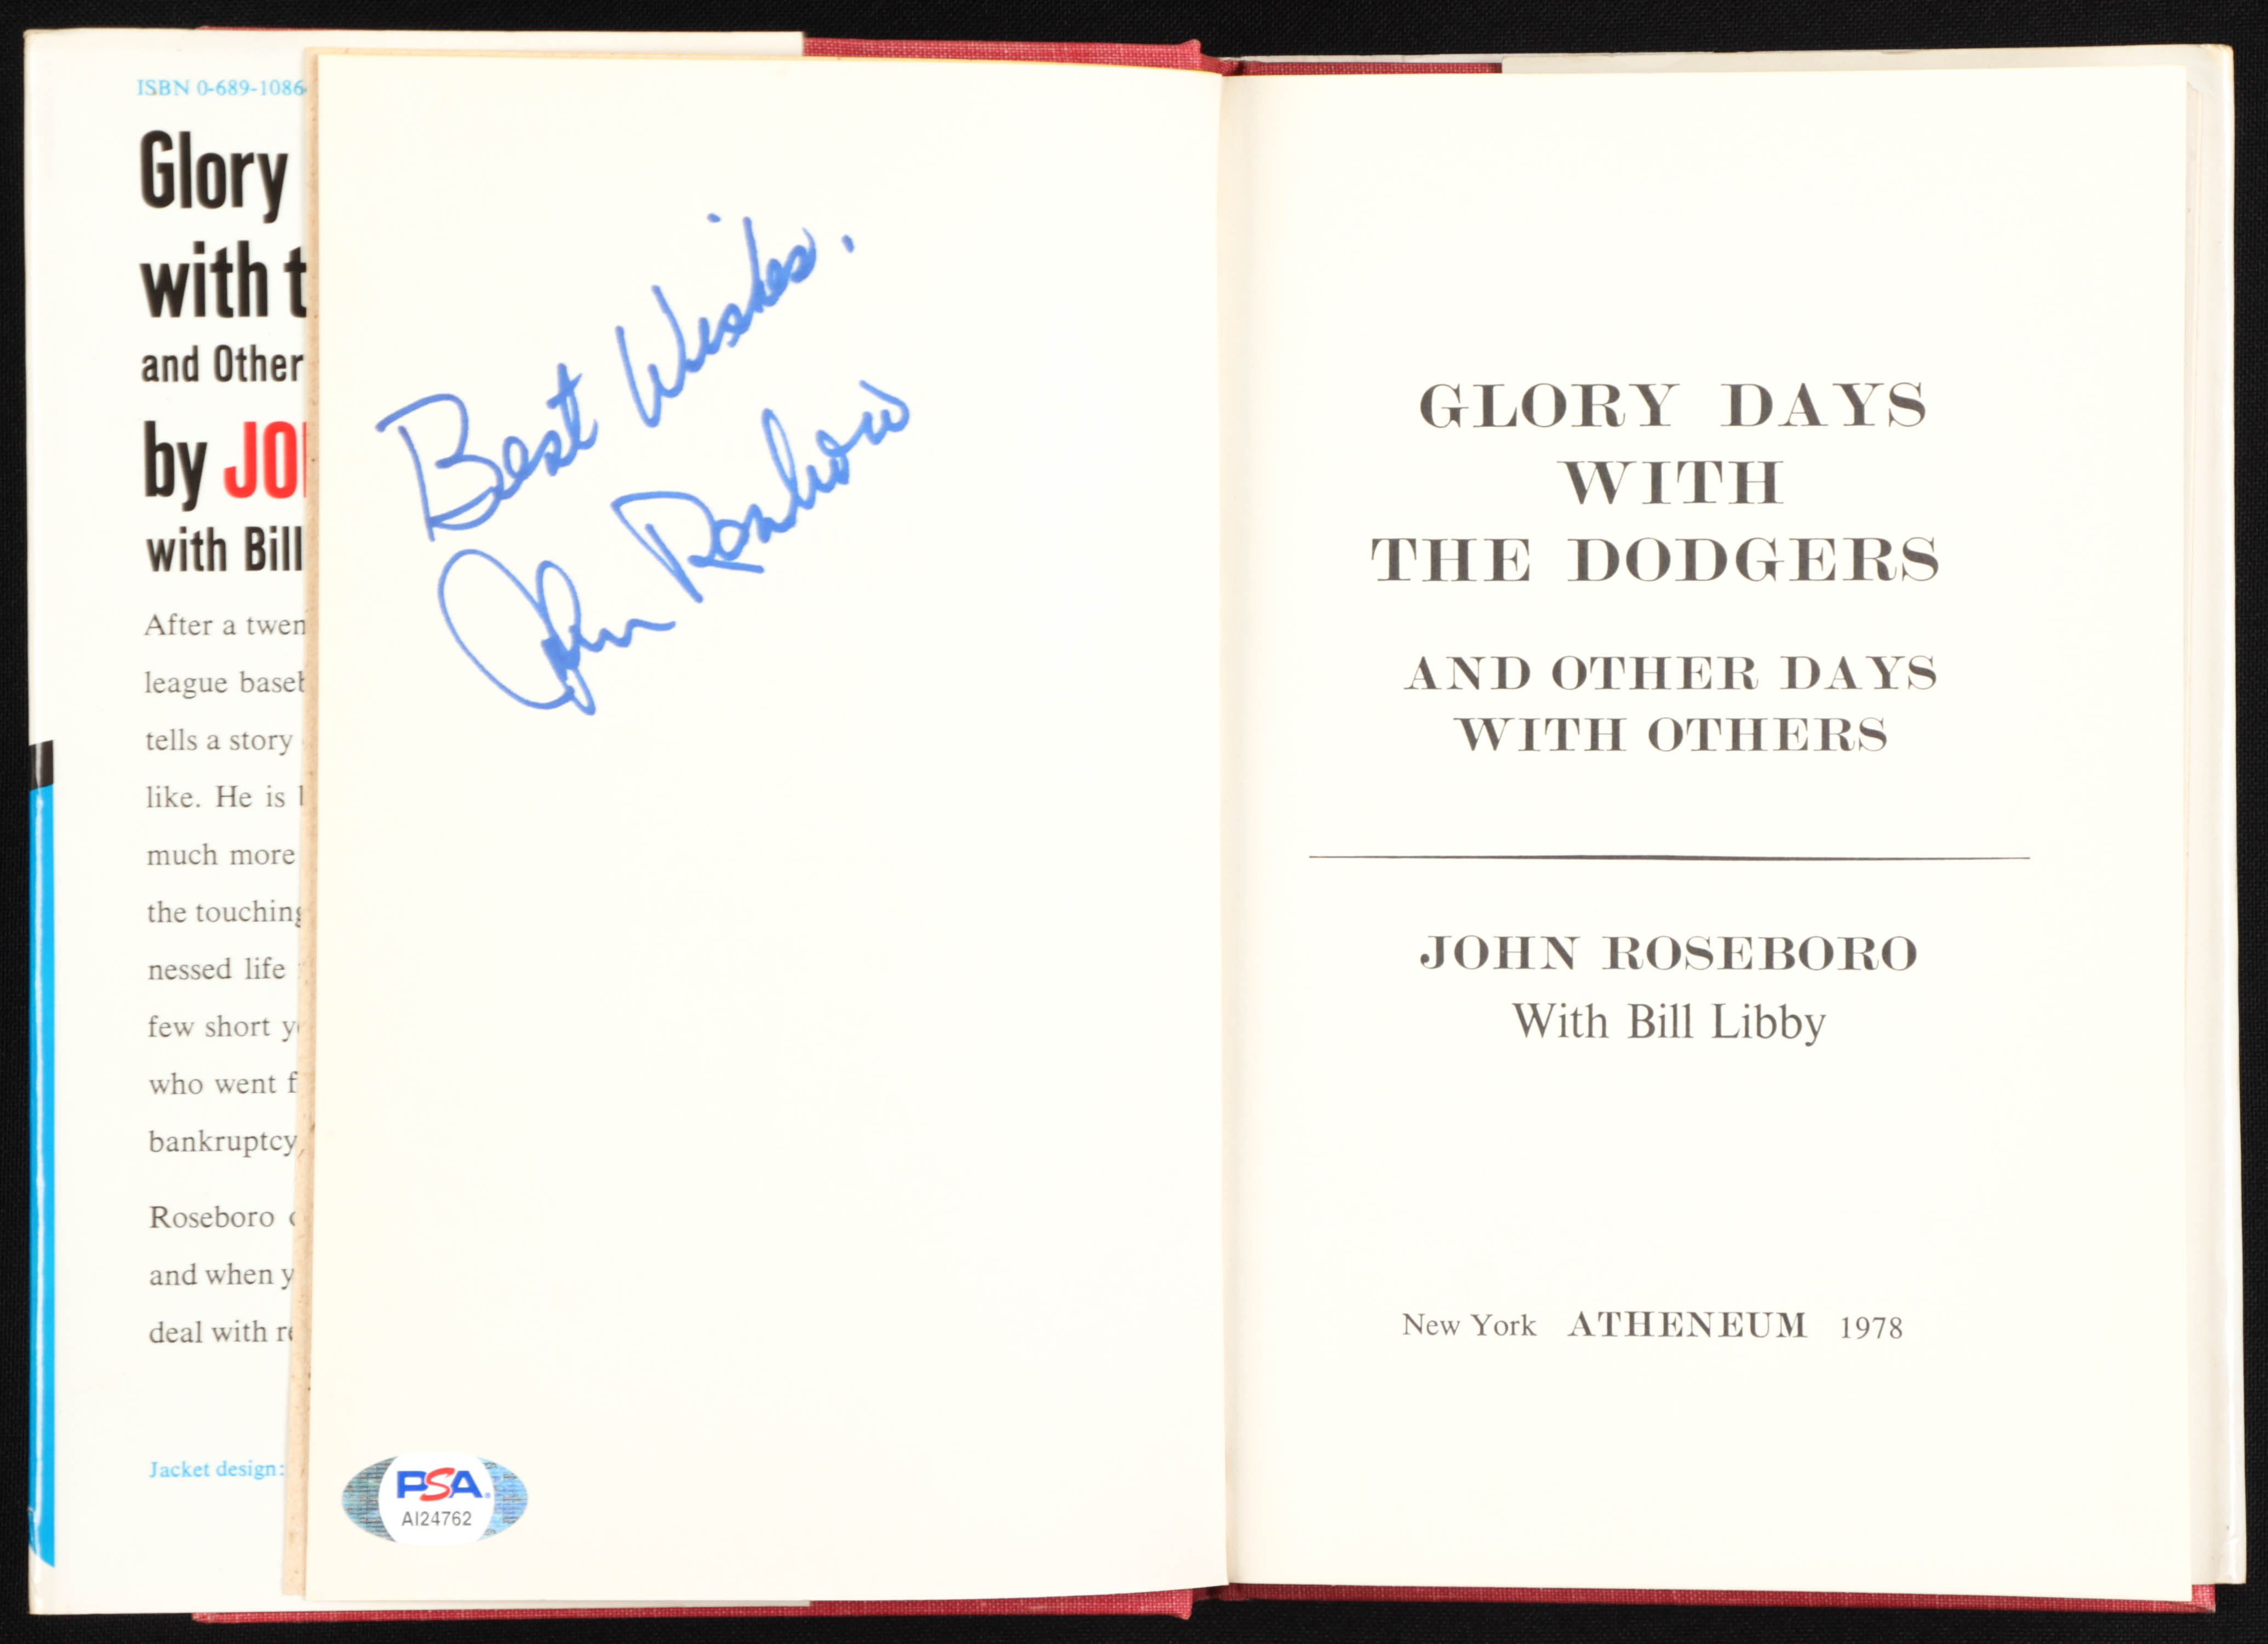 ISBN 0-689-1086
Glory
with t
and Other
by JO
with Bill
After a twen
league baseb
tells a story
like. He is
much more
the touching
nessed life
few short y
who went f
bankruptcy,
Roseboro
and when y
deal with re
Jacket design:
Best Wishes.
John Roseboro
PSA
AI24762
GLORY DAYS
WITH
THE DODGERS
AND OTHER DAYS
WITH OTHERS
JOHN ROSEBORO
With Bill Libby
New York ATHENEUM 1978